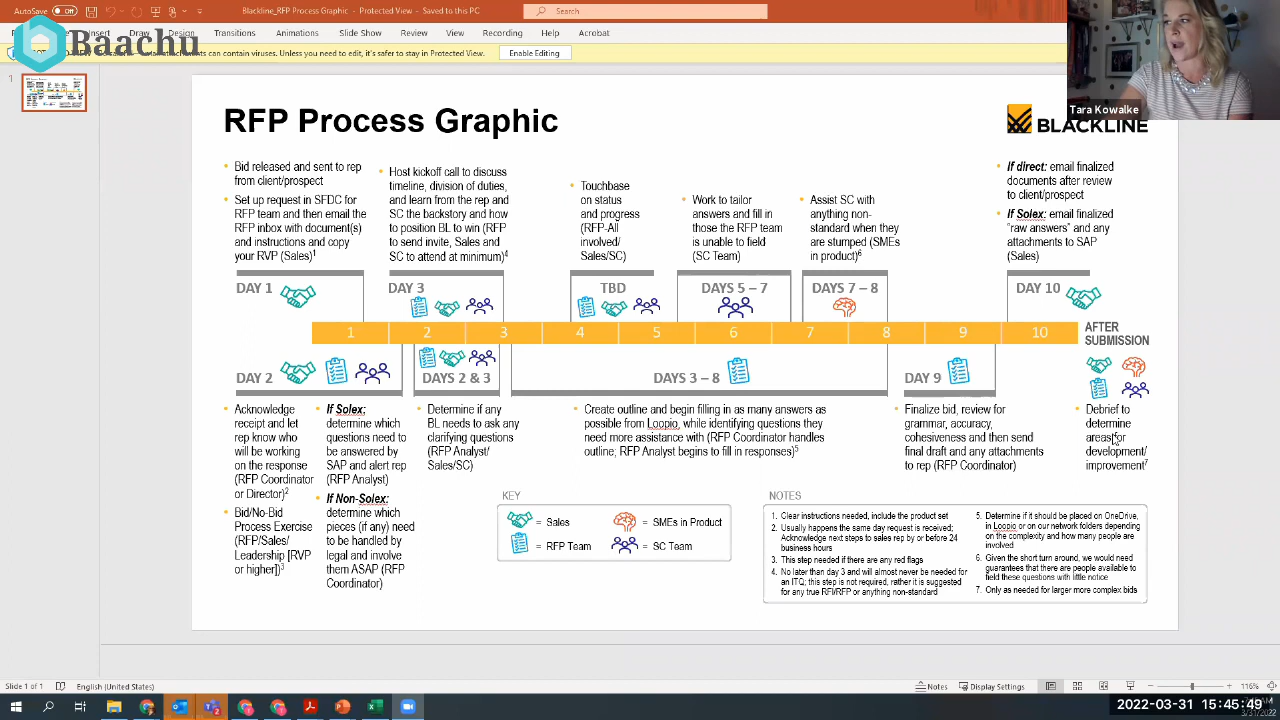 AutoSave Off
Blackline_RFP Process Graphic - Protected View • Saved to this PC
Search
Insert Draw Design Transitions Animations Slide Show Review View Recording Help Acrobat
Baachu
attachments can contain viruses. Unless you need to edit, it's safer to stay in Protected View.
Enable Editing
1
Tara Kowalke
RFP Process Graphic
BLACKLINE
• Bid released and sent to rep
from client/prospect
• Set up request in SFDC for
RFP team and then email the
RFP inbox with document(s)
and instructions and copy
your RVP (Sales)1
• Host kickoff call to discuss
timeline, division of duties,
and learn from the rep and
SC the backstory and how
to position BL to win (RFP
to send invite, Sales and
SC to attend at minimum)4
• Touchbase
on status
and progress
(RFP-All
involved/
Sales/SC)
• Work to tailor
answers and fill in
those the RFP team
is unable to field
(SC Team)
• Assist SC with
anything non-
standard when they
are stumped (SMEs
in product)6
• If direct: email finalized
documents after review
to client/prospect
• If Solex: email finalized
"raw answers" and any
attachments to SAP
(Sales)
DAY 1
DAY 3
TBD
DAYS 5 – 7
DAYS 7 – 8
DAY 10
1 2 3 4 5 6 7 8 9 10
AFTER
SUBMISSION
DAY 2
DAYS 2 & 3
DAYS 3 – 8
DAY 9
• Acknowledge
receipt and let
rep know who
will be working
on the response
(RFP Coordinator
or Director)2
• Bid/No-Bid
Process Exercise
(RFP/Sales/
Leadership [RVP
or higher])3
• If Solex:
determine which
questions need to
be answered by
SAP and alert rep
(RFP Analyst)
• If Non-Solex:
determine which
pieces (if any) need
to be handled by
legal and involve
them ASAP (RFP
Coordinator)
• Determine if any
BL needs to ask any
clarifying questions
(RFP Analyst/
Sales/SC)
• Create outline and begin filling in as many answers as
possible from Loopio, while identifying questions they
need more assistance with (RFP Coordinator handles
outline; RFP Analyst begins to fill in responses)5
• Finalize bid, review for
grammar, accuracy,
cohesiveness and then send
final draft and any attachments
to rep (RFP Coordinator)
• Debrief to
determine
areas for
development/
improvement7
KEY
= Sales
= SMEs in Product
= RFP Team
= SC Team
NOTES
1. Clear instructions needed, include the product set
2. Usually happens the same day request is received;
Acknowledge next steps to sales rep by or before 24
business hours
3. This step needed if there are any red flags
4. No later than day 3 and will almost never be needed for
an ITQ; this step is not required, rather it is suggested
for any true RFI/RFP or anything non-standard
5. Determine if it should be placed on OneDrive,
in Loopio or on our network folders depending
on the complexity and how many people are
involved
6. Given the short turn around, we would need
guarantees that there are people available to
field these questions with little notice
7. Only as needed for larger more complex bids
Slide 1 of 1
English (United States)
Notes
Display Settings
116%
2022-03-31 15:45:49
3/31/2022